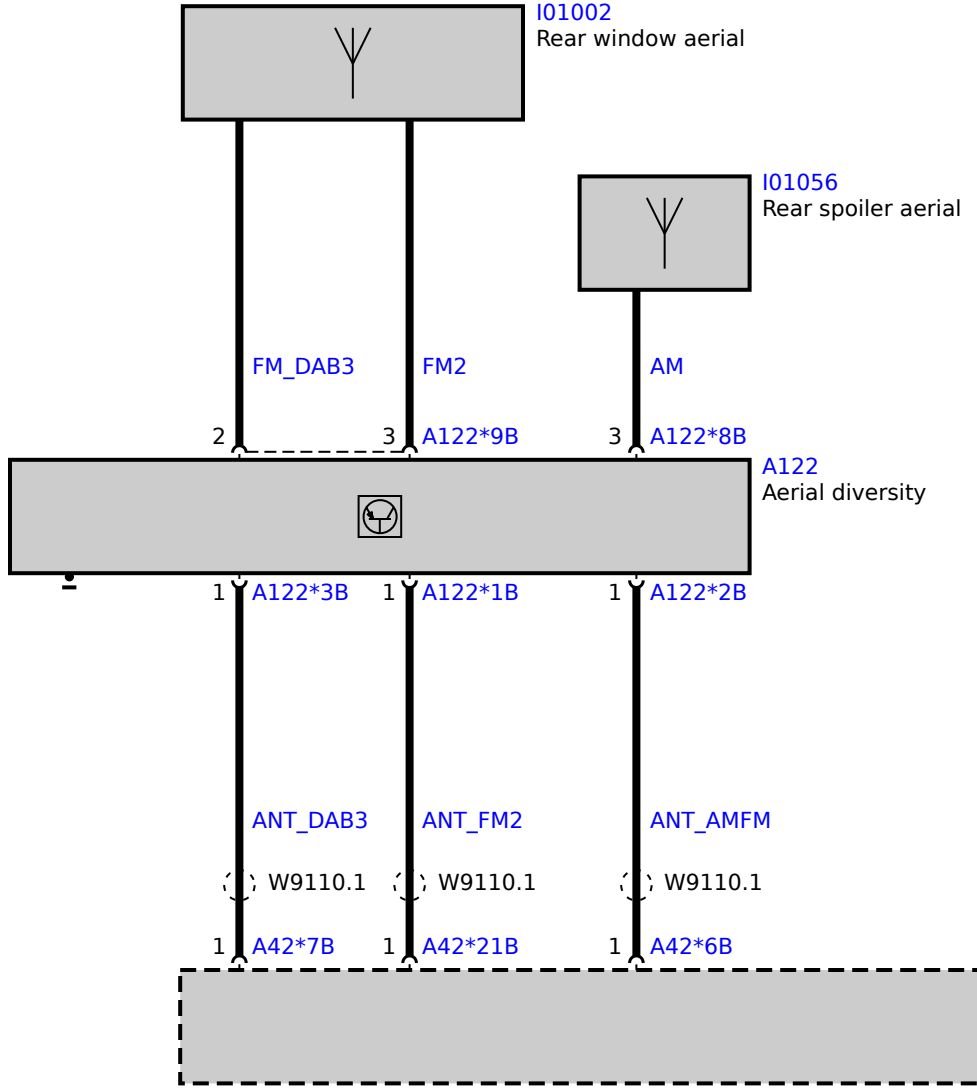 I01002
Rear window aerial
I01056
Rear spoiler aerial
FM_DAB3 FM2 AM
2 3 A122*9B 3 A122*8B
A122
Aerial diversity
1 A122*3B 1 A122*1B 1 A122*2B
ANT_DAB3 ANT_FM2 ANT_AMFM
W9110.1 W9110.1 W9110.1
1 A42*7B 1 A42*21B 1 A42*6B